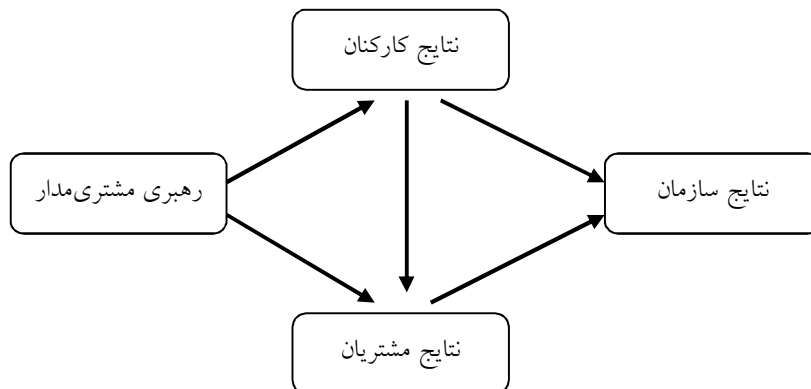 نتایج کارکنان
رهبری مشتری‌مدار
نتایج سازمان
نتایج مشتریان